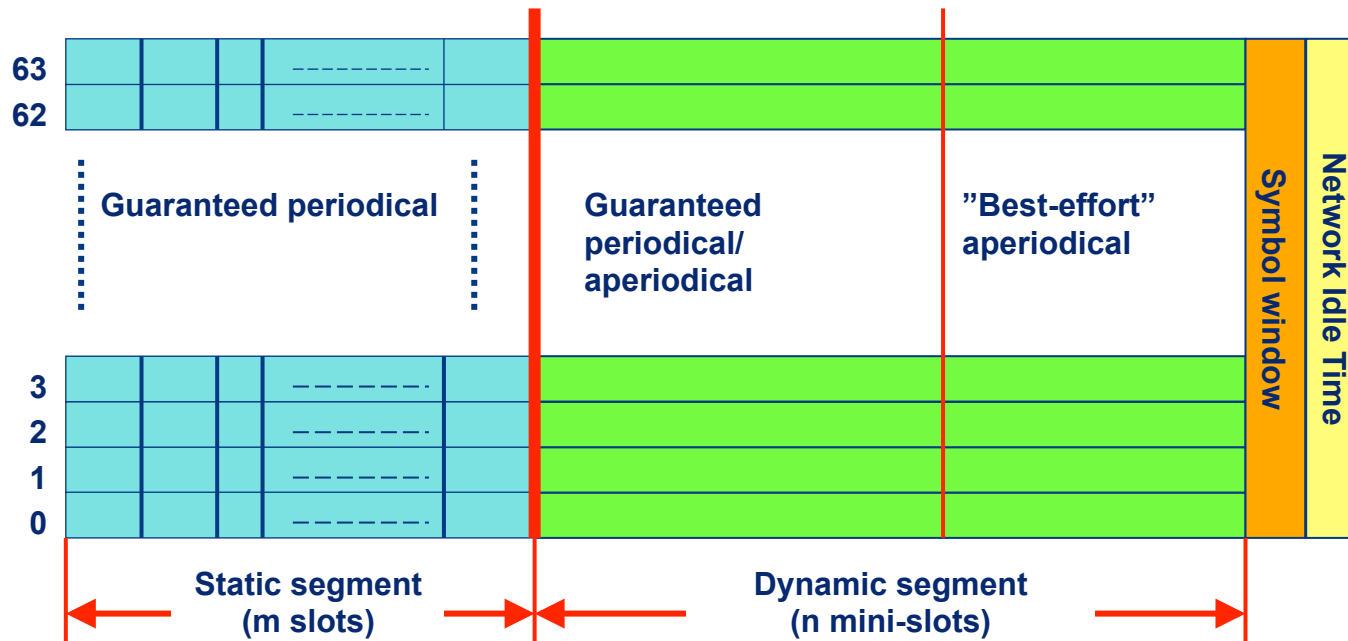 63
62
Guaranteed periodical
Guaranteed
periodical/
aperiodical
”Best-effort”
aperiodical
Symbol window
Network Idle Time
3
2
1
0
Static segment
(m slots)
Dynamic segment
(n mini-slots)